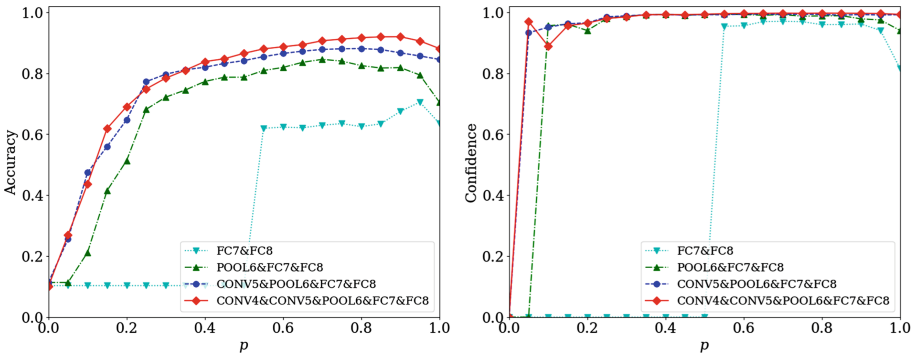 1.0
0.8
0.6
0.4
0.2
0.0
Accuracy
FC7&FC8
POOL6&FC7&FC8
CONV5&POOL6&FC7&FC8
CONV4&CONV5&POOL6&FC7&FC8
0.0 0.2 0.4 0.6 0.8 1.0
p
1.0
0.8
0.6
0.4
0.2
0.0
Confidence
FC7&FC8
POOL6&FC7&FC8
CONV5&POOL6&FC7&FC8
CONV4&CONV5&POOL6&FC7&FC8
0.0 0.2 0.4 0.6 0.8 1.0
p